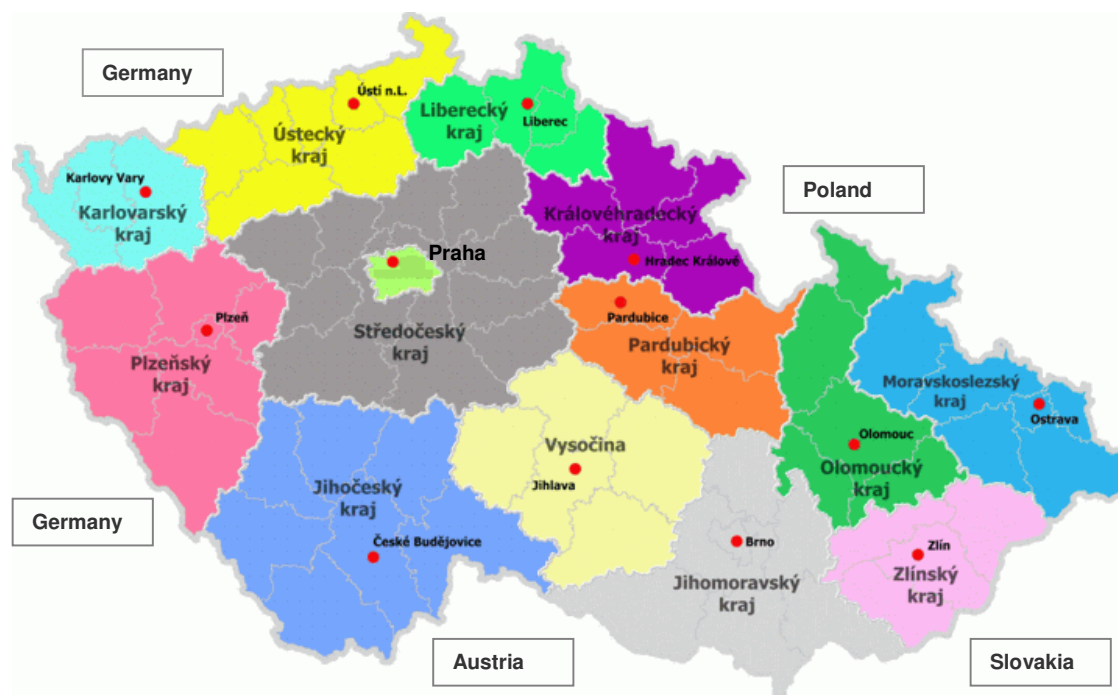 Germany
Ústí n.L.
Liberecký
kraj
Liberec
Ústecký
kraj
Karlovy Vary
Karlovarský
kraj
Poland
Královéhradecký
kraj
Hradec Králové
Praha
Plzeň
Plzeňský
kraj
Středočeský
kraj
Pardubice
Pardubický
kraj
Moravskoslezský
kraj
Ostrava
Olomouc
Olomoucký
kraj
Vysočina
Jihlava
Jihočeský
kraj
České Budějovice
Germany
Brno
Jihomoravský
kraj
Zlín
Zlínský
kraj
Austria
Slovakia